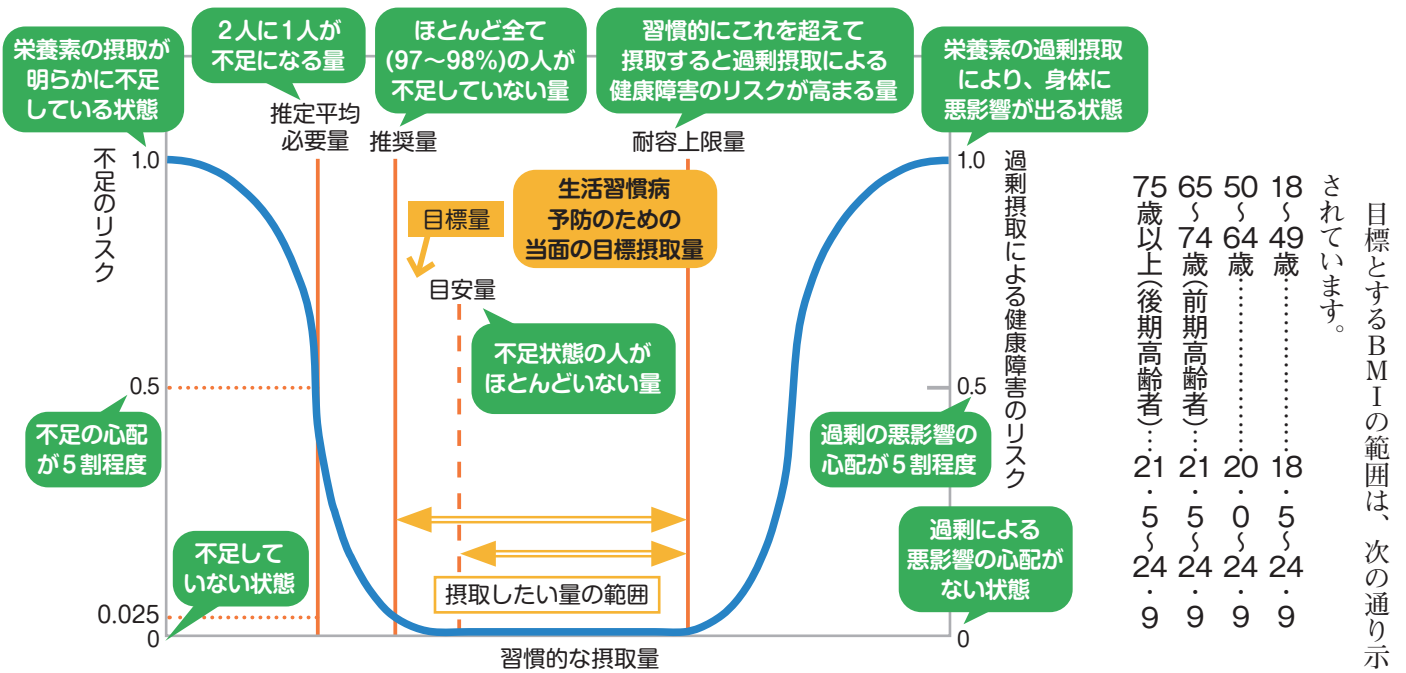 栄養素の摂取が
明らかに不足
している状態
2人に1人が
不足になる量
ほとんど全て
(97〜98%)の人が
不足していない量
習慣的にこれを超えて
摂取すると過剰摂取による
健康障害のリスクが高まる量
栄養素の過剰摂取
により、身体に
悪影響が出る状態
推定平均
必要量
推奨量
耐容上限量
1.0
不足のリスク
目標量
生活習慣病
予防のための
当面の目標摂取量
目安量
不足状態の人が
ほとんどいない量
0.5
不足の心配
が5割程度
不足して
いない状態
0.025
0
摂取したい量の範囲
習慣的な摂取量
1.0
過剰摂取による健康障害のリスク
0.5
過剰の悪影響の
心配が5割程度
過剰による
悪影響の心配が
ない状態
0
目標とするBMIの範囲は、次の通り示
されています。
18〜49歳……………18・5〜24・9
50〜64歳……………20・0〜24・9
65〜74歳(前期高齢者)…21・5〜24・9
75歳以上(後期高齢者)…21・5〜24・9